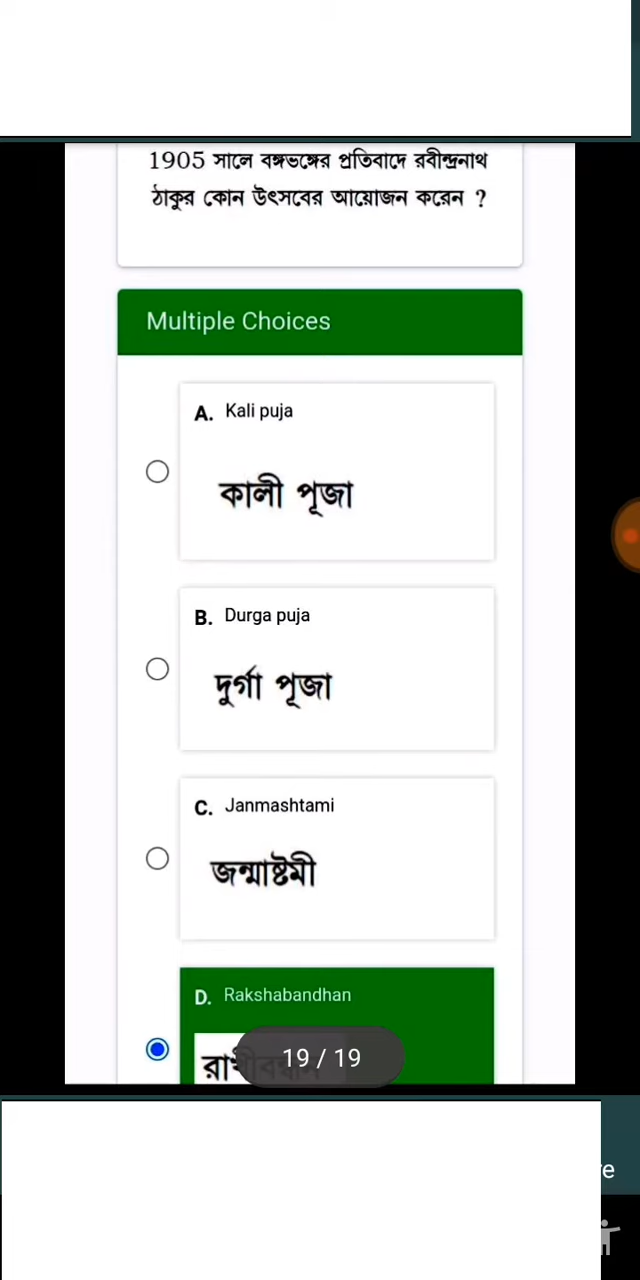 1905 সালে বঙ্গভঙ্গের প্রতিবাদে রবীন্দ্রনাথ
ঠাকুর কোন উৎসবের আয়োজন করেন ?
Multiple Choices
A. Kali puja
কালী পূজা
B. Durga puja
দুর্গা পূজা
C. Janmashtami
জন্মাষ্টমী
D. Rakshabandhan
19 / 19